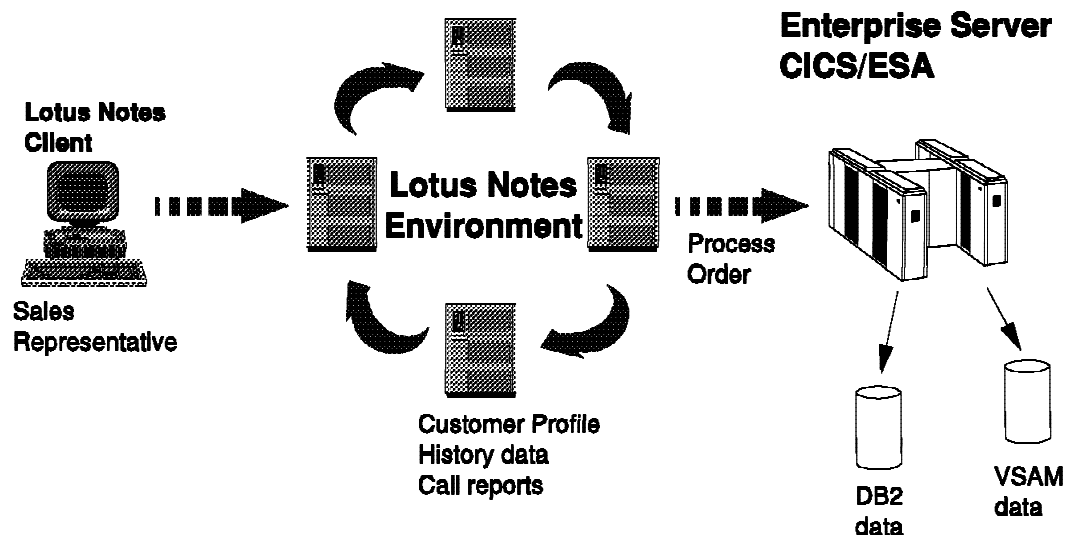 Enterprise Server
CICS/ESA
Lotus Notes
Client
Lotus Notes
Environment
Process
Order
Sales
Representative
Customer Profile
History data
Call reports
DB2
data
VSAM
data